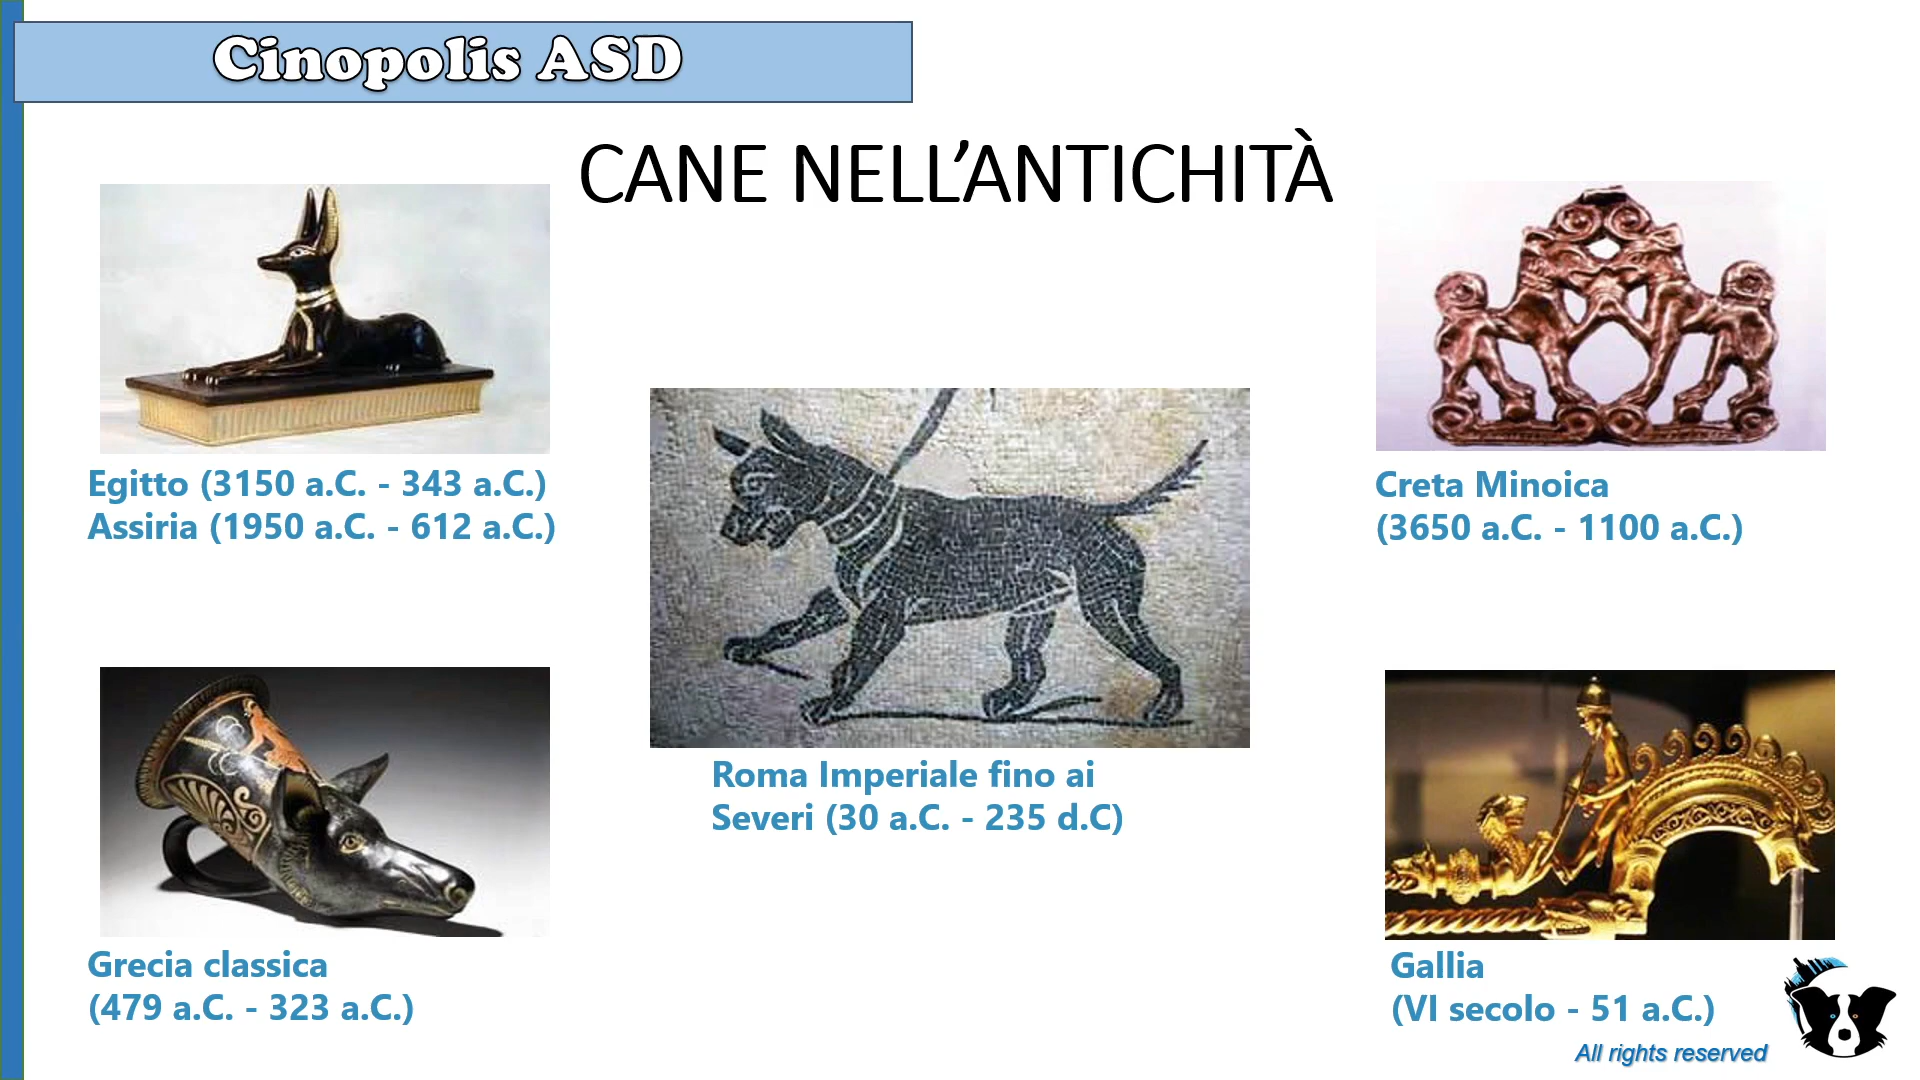 Cinopolis ASD
CANE NELL’ANTICHITÀ
Egitto (3150 a.C. - 343 a.C.)
Assiria (1950 a.C. - 612 a.C.)
Creta Minoica
(3650 a.C. - 1100 a.C.)
Roma Imperiale fino ai
Severi (30 a.C. - 235 d.C)
Grecia classica
(479 a.C. - 323 a.C.)
Gallia
(VI secolo - 51 a.C.)
All rights reserved